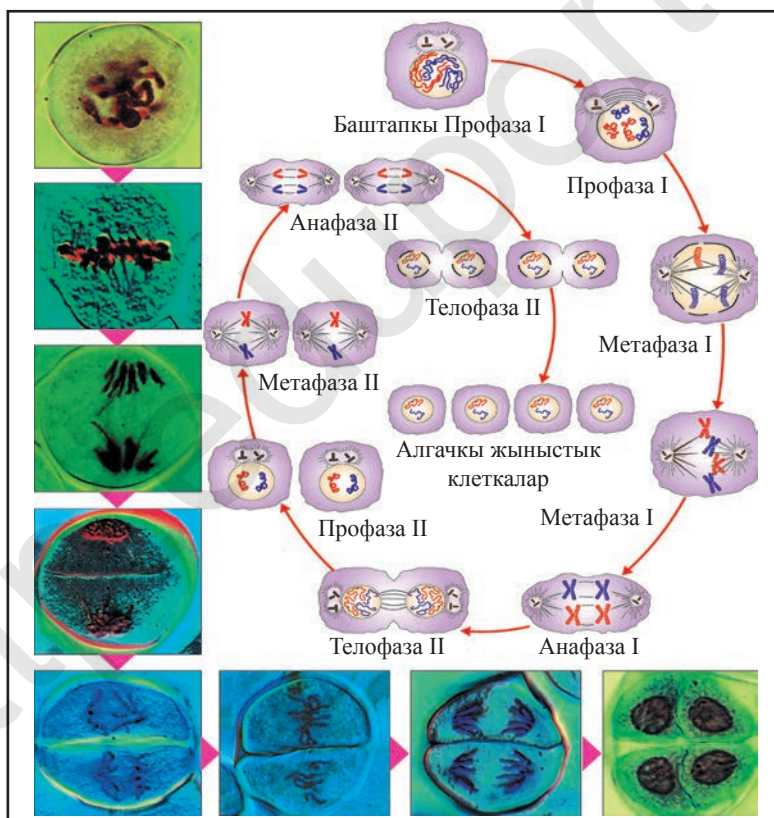 Баштапкы Профаза I
Профаза I
Метафаза I
Метафаза I
Анафаза I
Телофаза II
Профаза II
Метафаза II
Анафаза II
Телофаза II
Алгачкы жыныстык
клеткалар